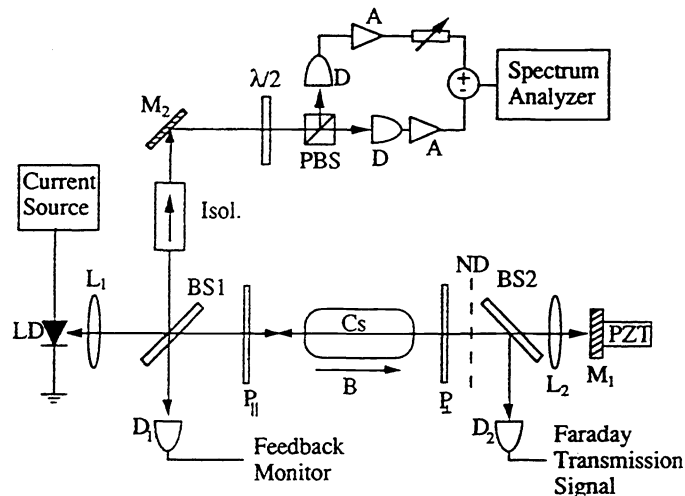 A
λ/2
D
Spectrum
Analyzer
±
M₂
PBS
D
A
Current
Source
Isol.
L₁
BS1
ND
BS2
LD
Cs
PZT
B
P||
P⊥
L₂
M₁
D₁
D₂
Feedback
Monitor
Faraday
Transmission
Signal